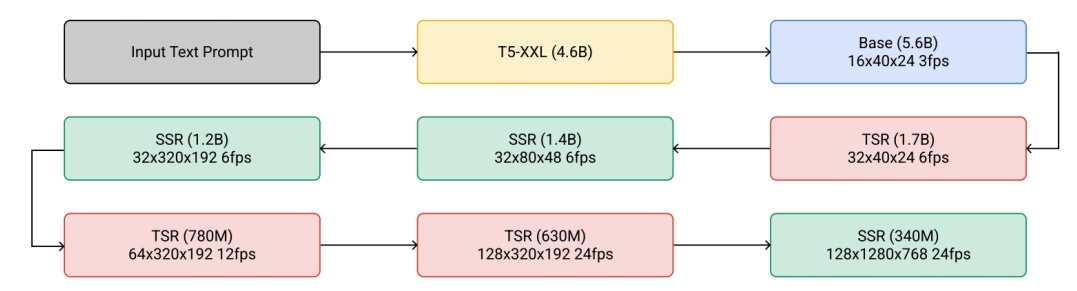 Input Text Prompt
T5-XXL (4.6B)
Base (5.6B)
16x40x24 3fps
TSR (1.7B)
32x40x24 6fps
SSR (1.4B)
32x80x48 6fps
SSR (1.2B)
32x320x192 6fps
TSR (780M)
64x320x192 12fps
TSR (630M)
128x320x192 24fps
SSR (340M)
128x1280x768 24fps